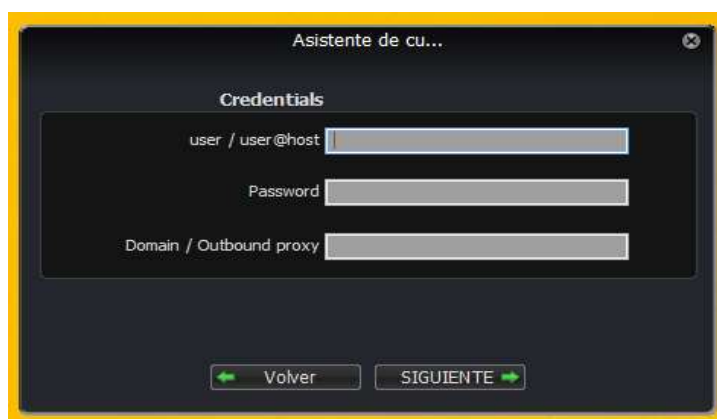 Asistente de cu...
Credentials
user / user@host
Password
Domain / Outbound proxy
Volver SIGUIENTE